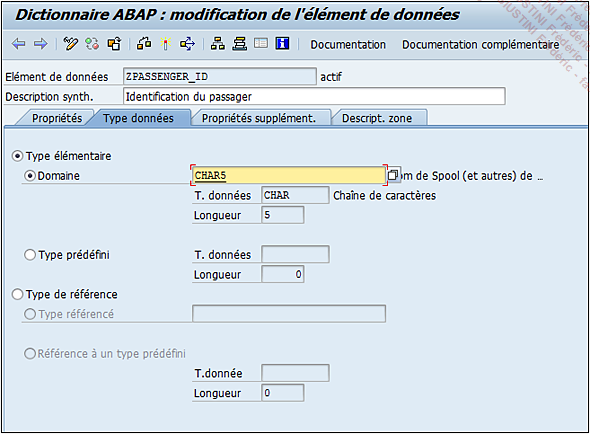 Dictionnaire ABAP : modification de l'élément de données
Documentation Documentation complémentaire
Elément de données ZPASSENGER_ID actif
Description synth. Identification du passager
Propriétés Type données Propriétés supplément. Descript. zone
Type élémentaire
Domaine CHAR5 om de Spool (et autres) de …
T. données CHAR Chaîne de caractères
Longueur 5
Type prédéfini T. données
Longueur 0
Type de référence
Type référencé
Référence à un type prédéfini
T.donnée
Longueur 0